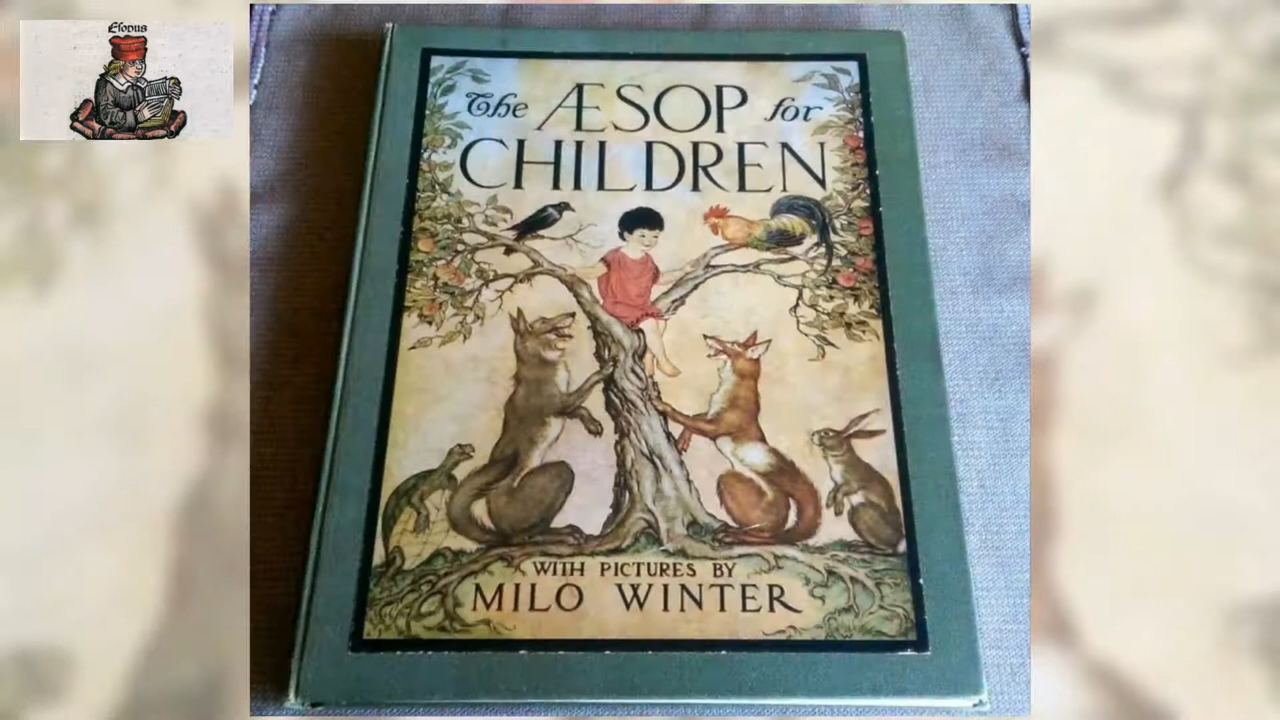 Esopus
The ÆSOP for
CHILDREN
WITH PICTURES BY
MILO WINTER